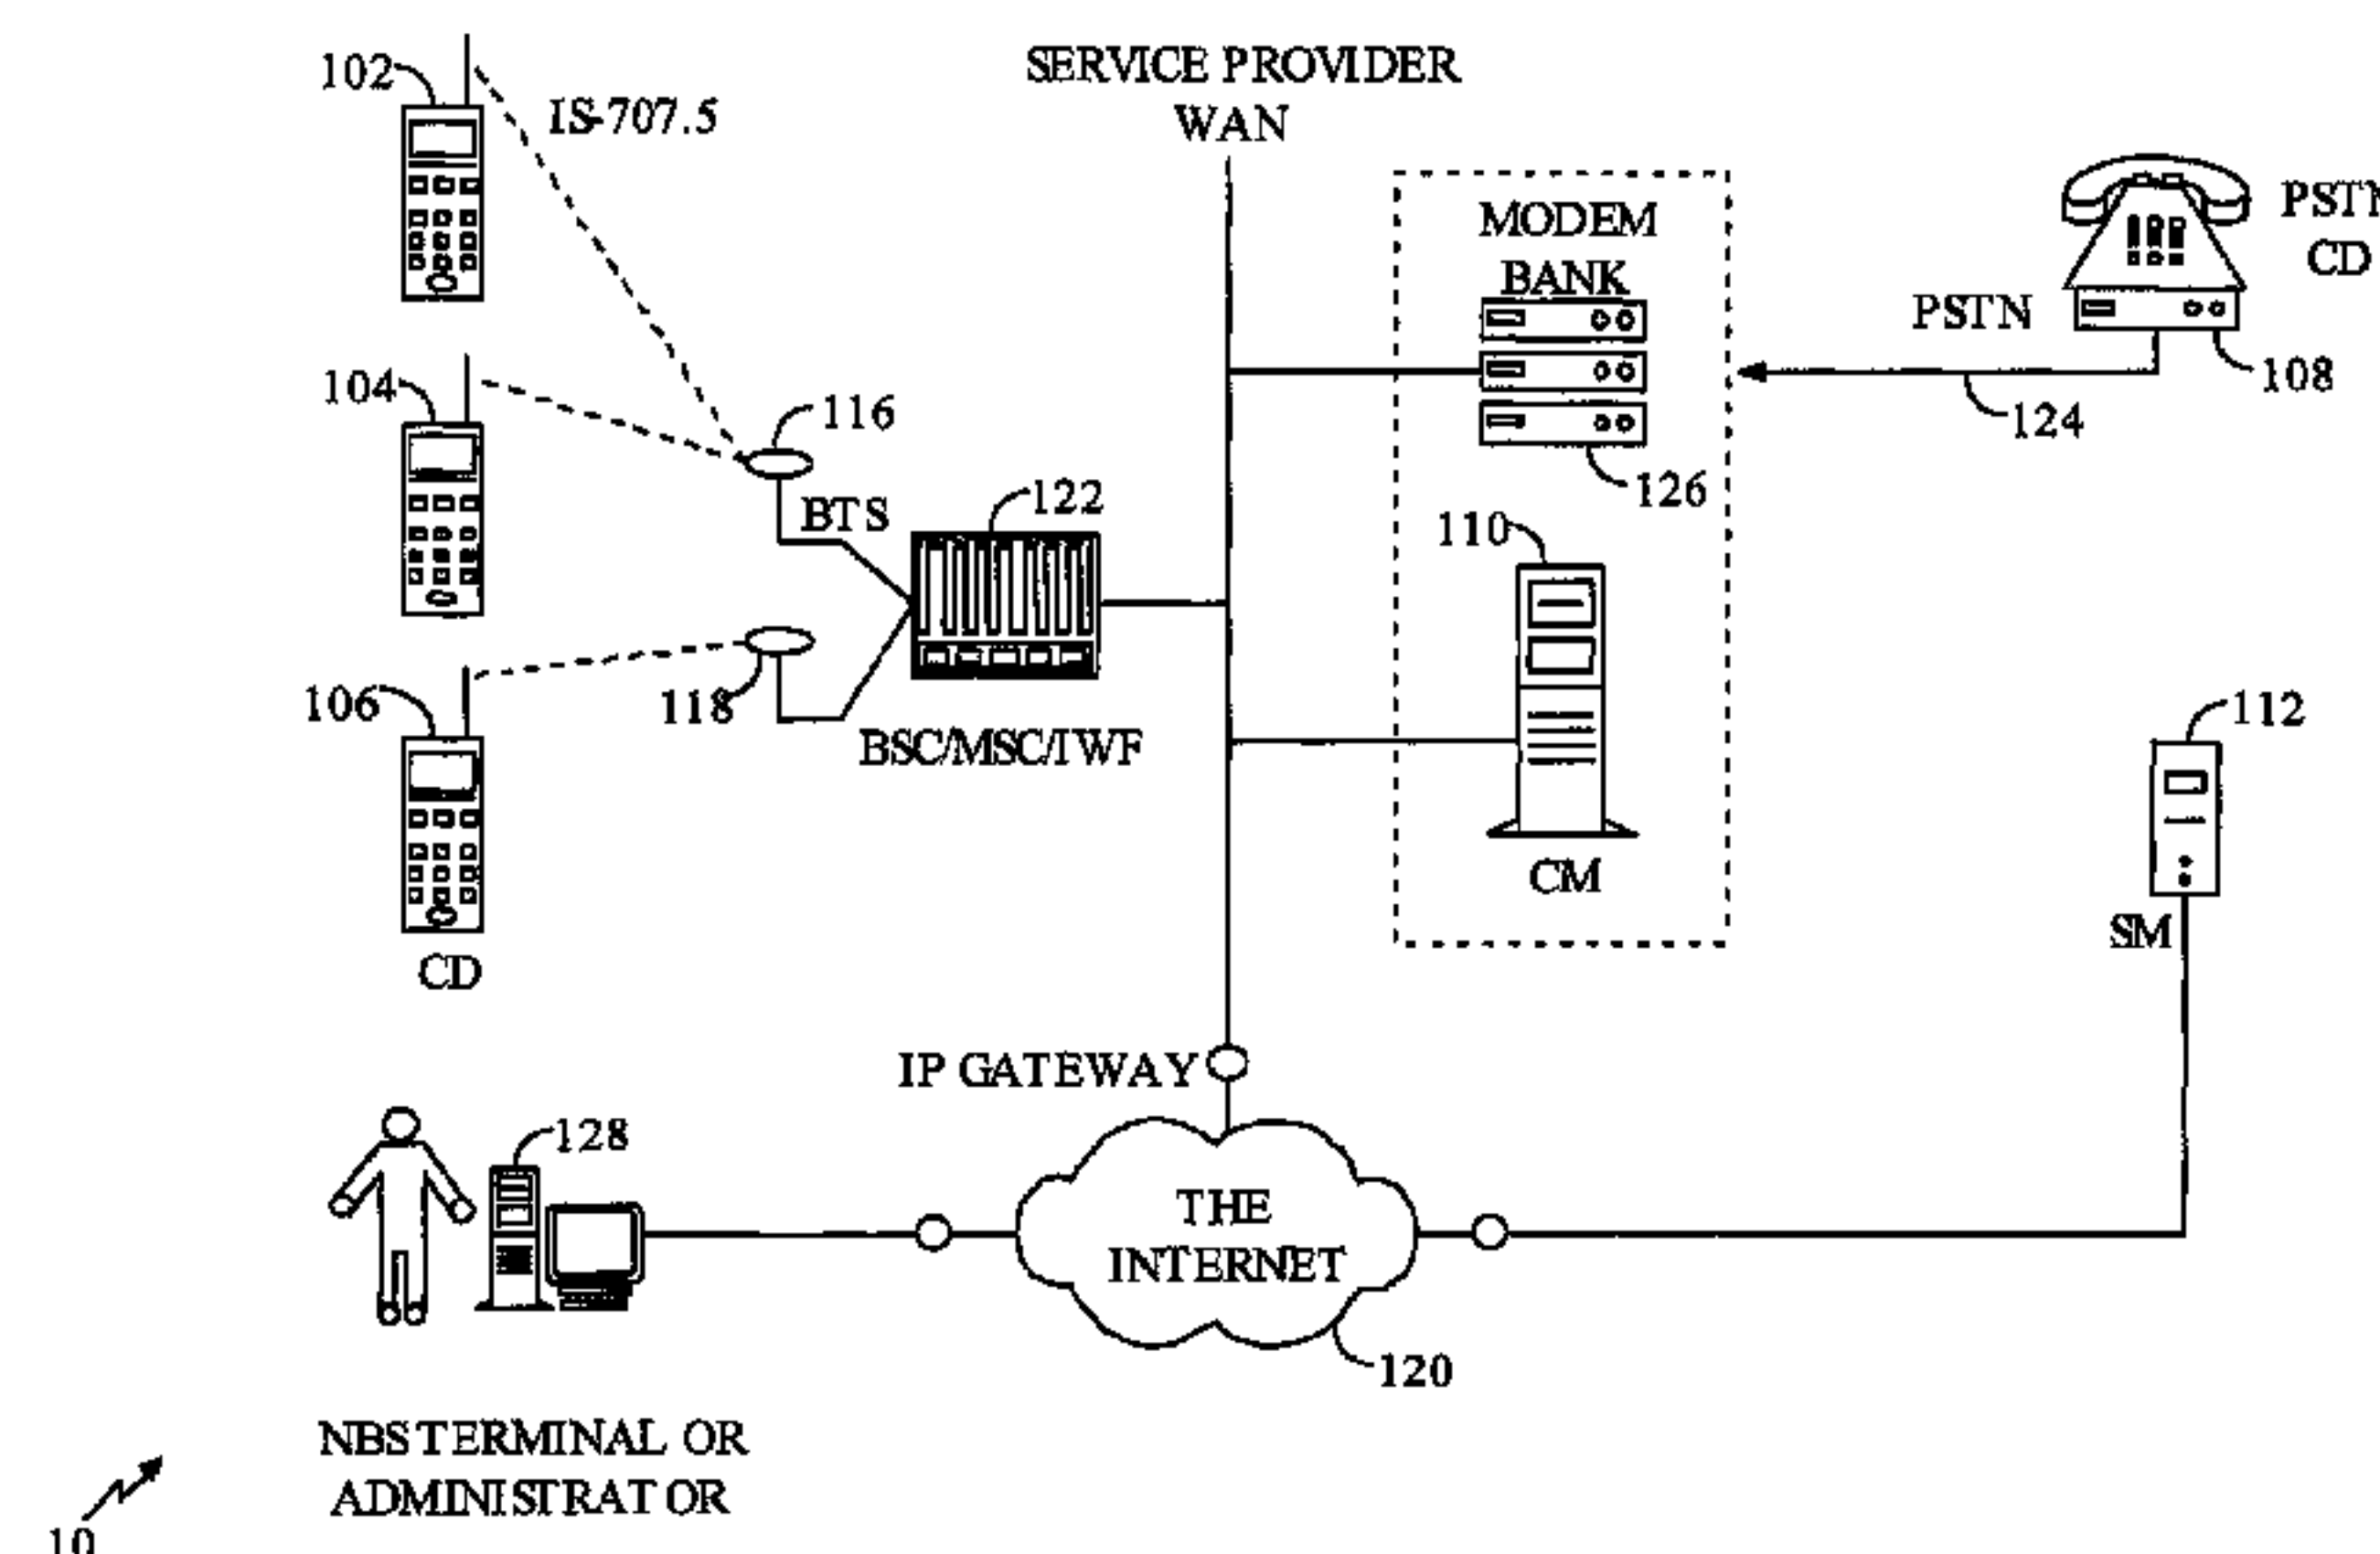 102
IS-707.5
SERVICE PROVIDER
WAN
MODEM
BANK
PSTN
CD
PSTN
108
124
104
116
126
122
BTS
110
106
118
BSC/MSC/IWF
112
CM
SM
CD
IP GATEWAY
128
THE
INTERNET
120
NBS TERMINAL OR
ADMINISTRATOR
10